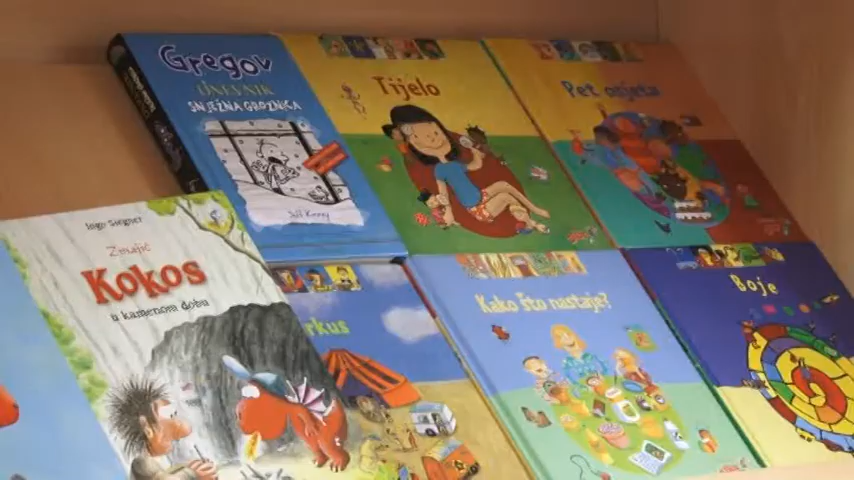 Gregov
DNEVNIK
SNJEŽNA GROZNICA
Jeff Kinney
Tijelo
Pet osjeta
Ingo Siegner
Zmajić
Kokos
u kamenom dobu
rkus
Kako što nastaje?
Boje